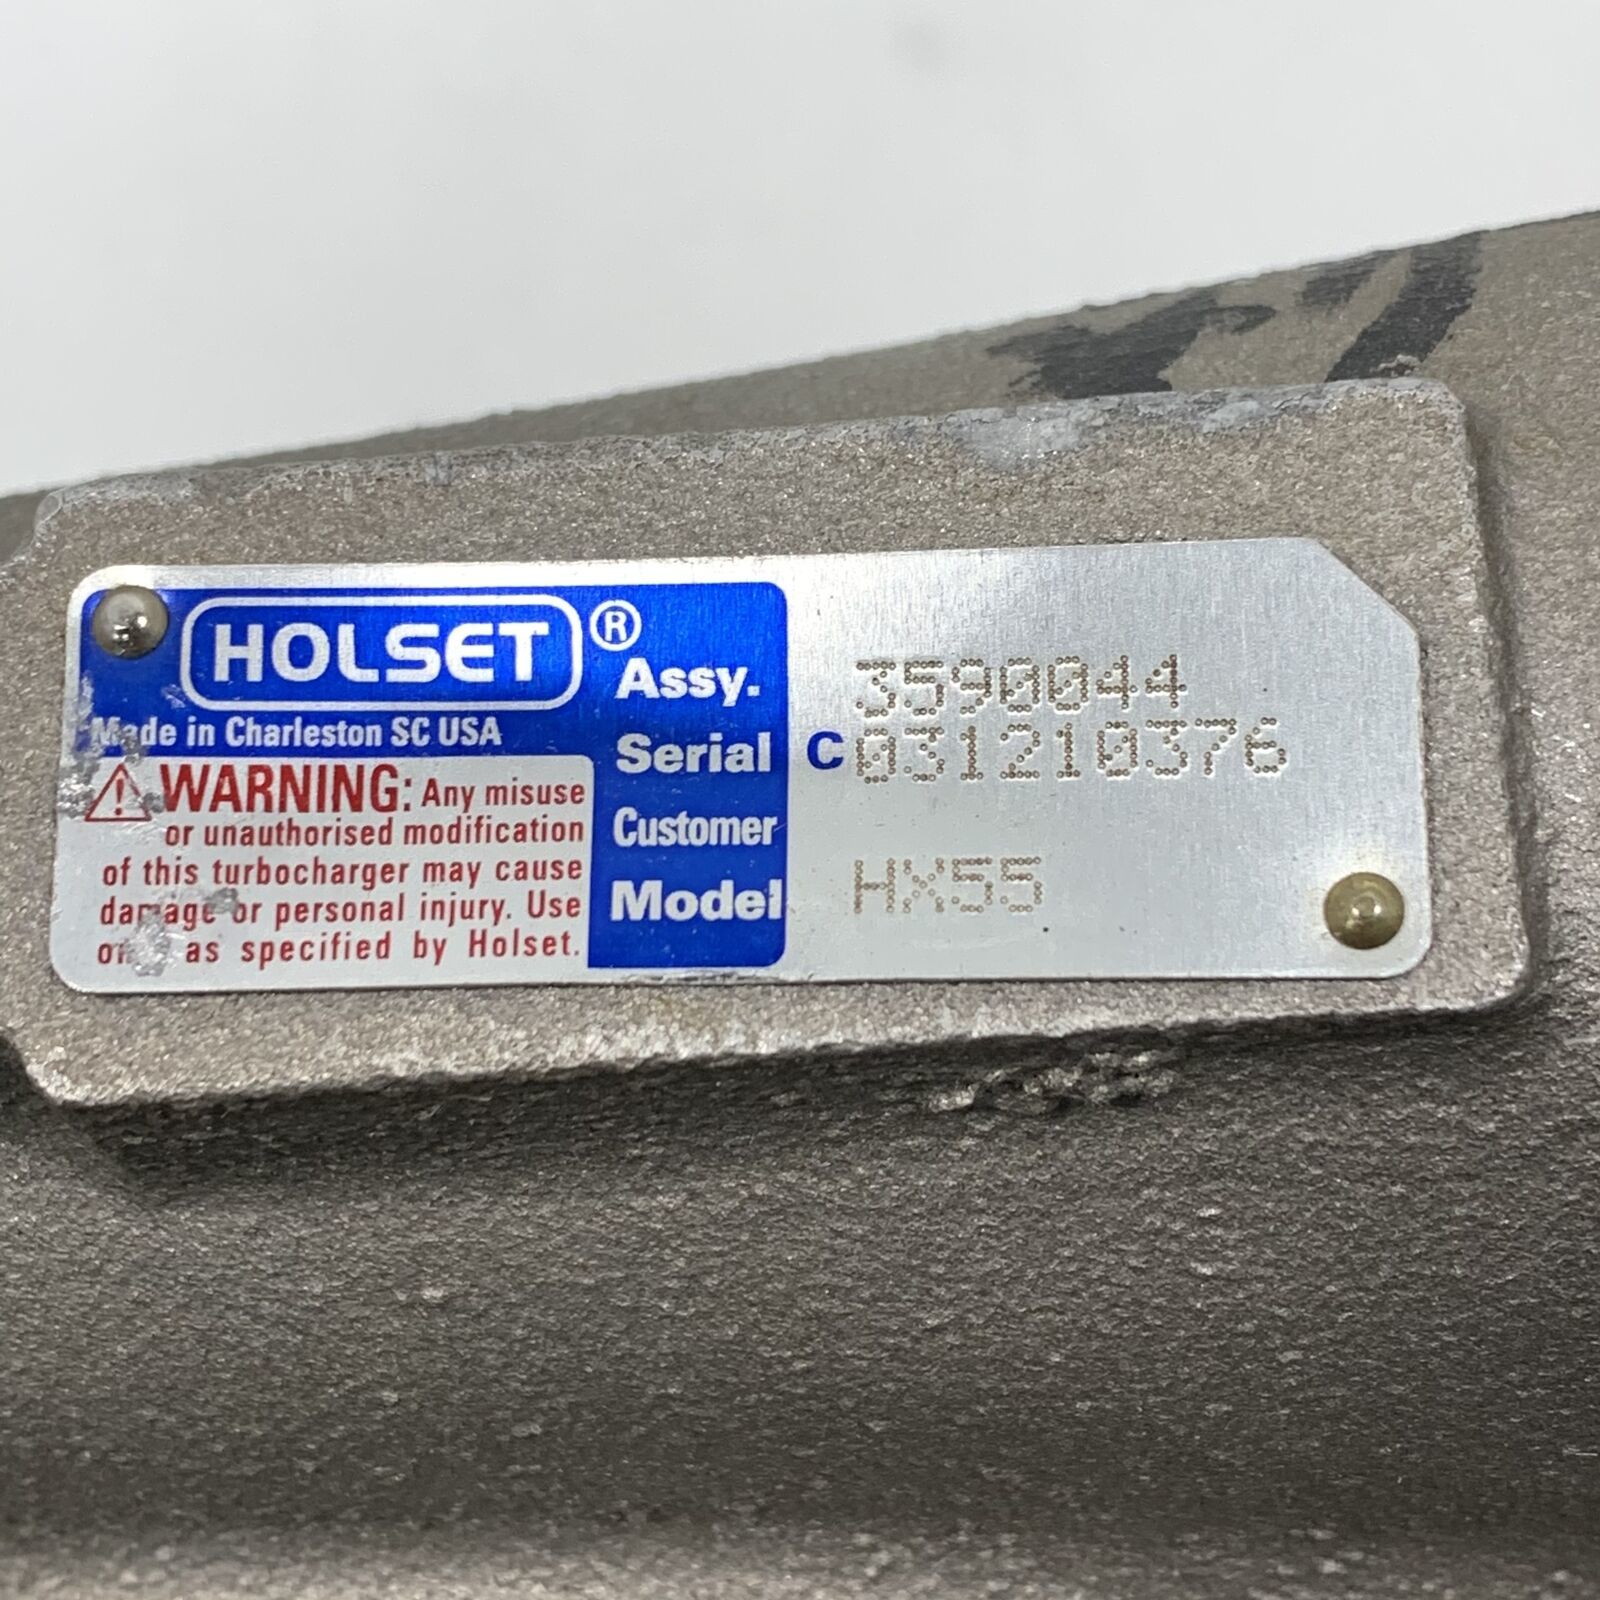 HOLSET ®
Made in Charleston SC USA
WARNING: Any misuse
or unauthorised modification
of this turbocharger may cause
damage or personal injury. Use
as specified by Holset.
Assy. 3590044
Serial C 031210376
Customer
Model HX55